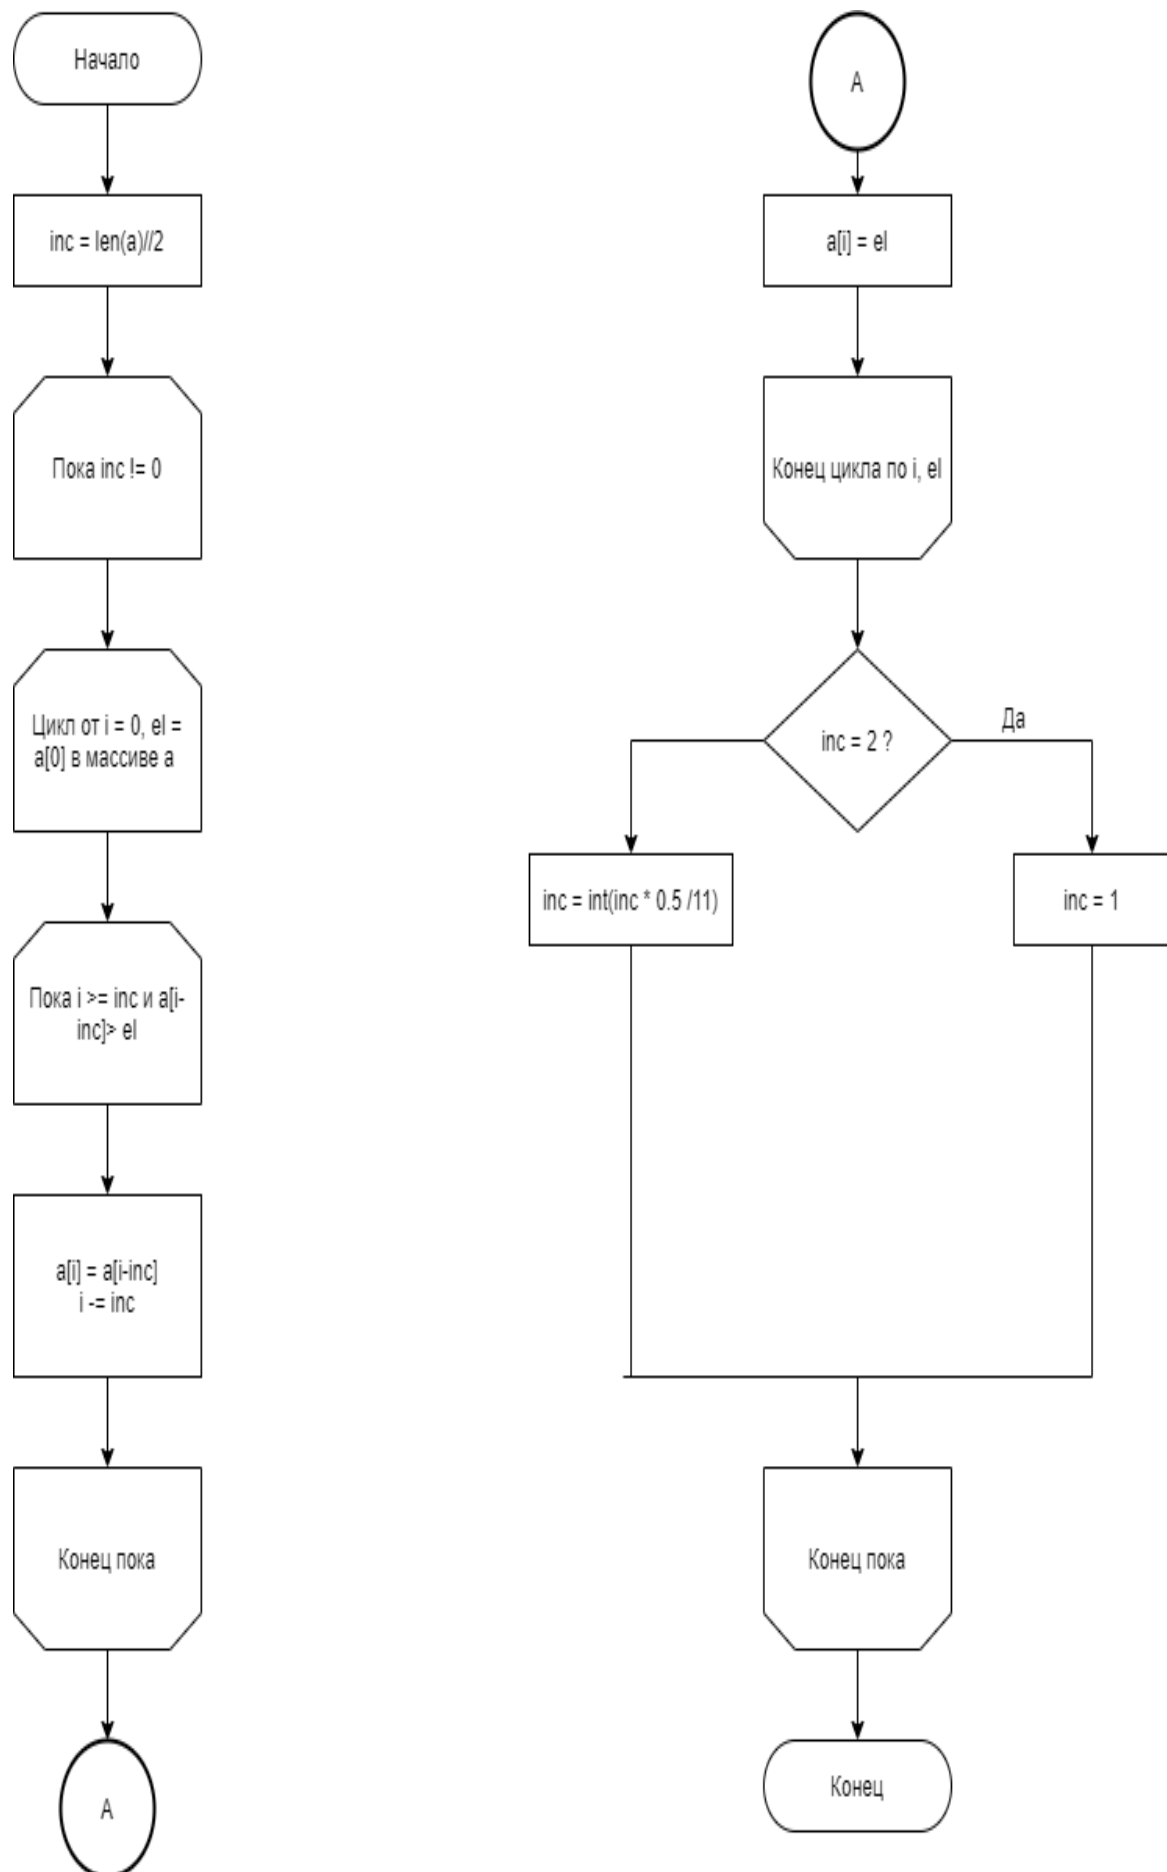 Начало
inc = len(a)//2
Пока inc != 0
Цикл от i = 0, el =
a[0] в массиве a
Пока i >= inc и a[i-
inc]> el
a[i] = a[i-inc]
i -= inc
Конец пока
A
A
a[i] = el
Конец цикла по i, el
inc = 2 ?
Да
inc = int(inc * 0.5 /11)
inc = 1
Конец пока
Конец